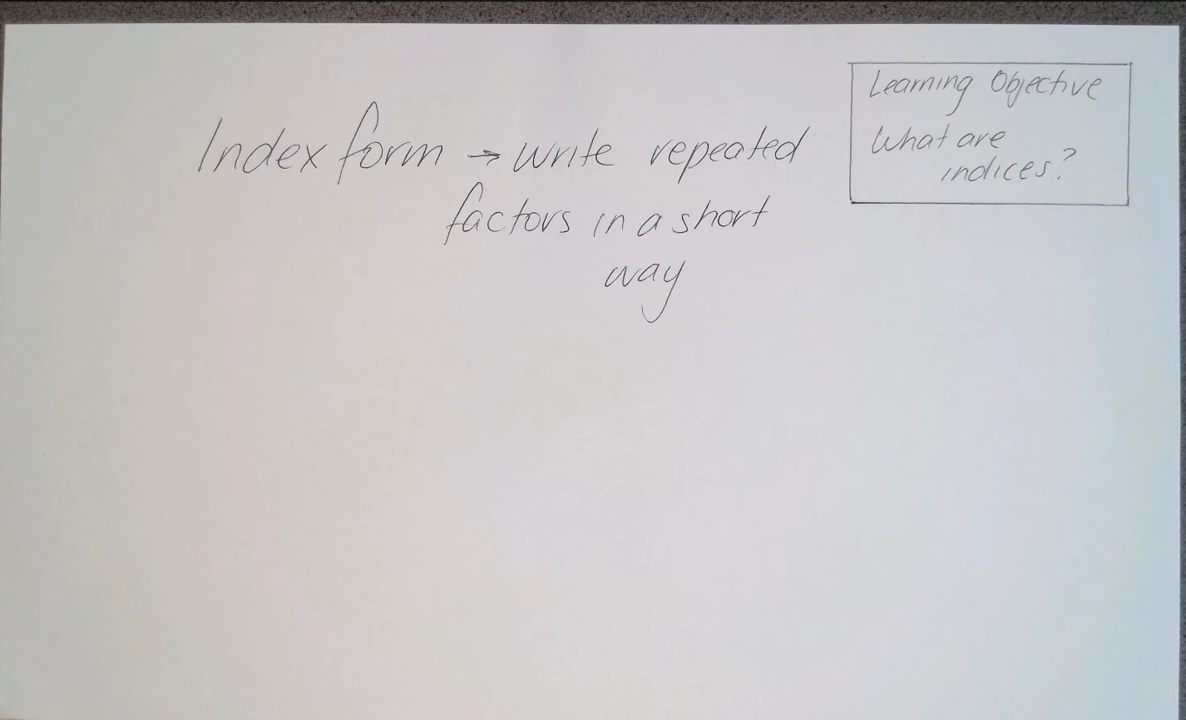 Learning Objective
What are
indices?
Index form → write repeated
factors in a short
way